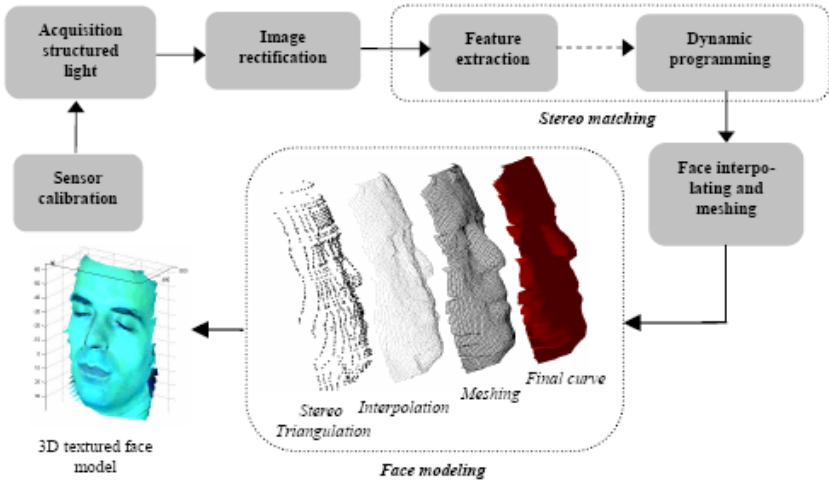 Acquisition
structured
light
Image
rectification
Feature
extraction
Dynamic
programming
Stereo matching
Sensor
calibration
Face interpo-
lating and
meshing
Stereo
Triangulation
Interpolation
Meshing
Final curve
Face modeling
3D textured face
model